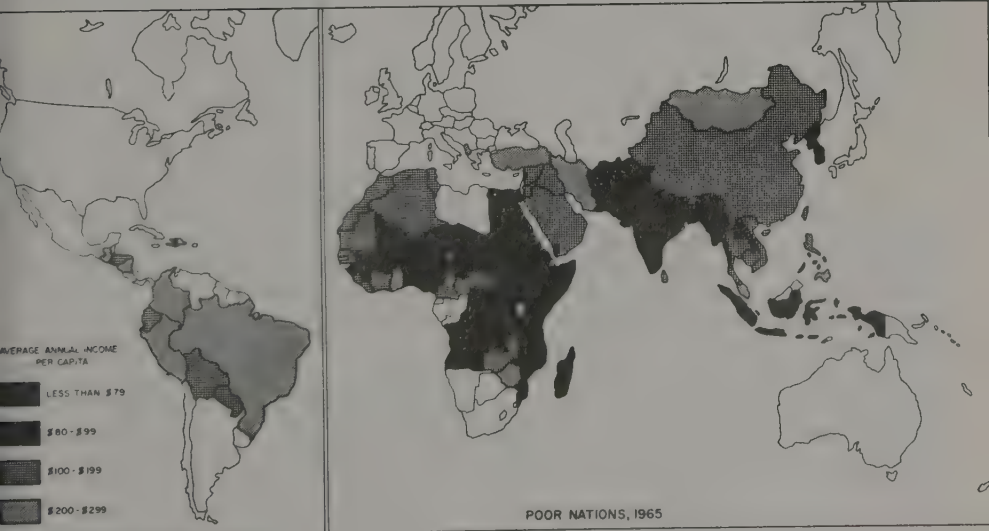 AVERAGE ANNUAL INCOME
PER CAPITA
LESS THAN $79
$80-$99
$100-$199
$200-$299
POOR NATIONS, 1965